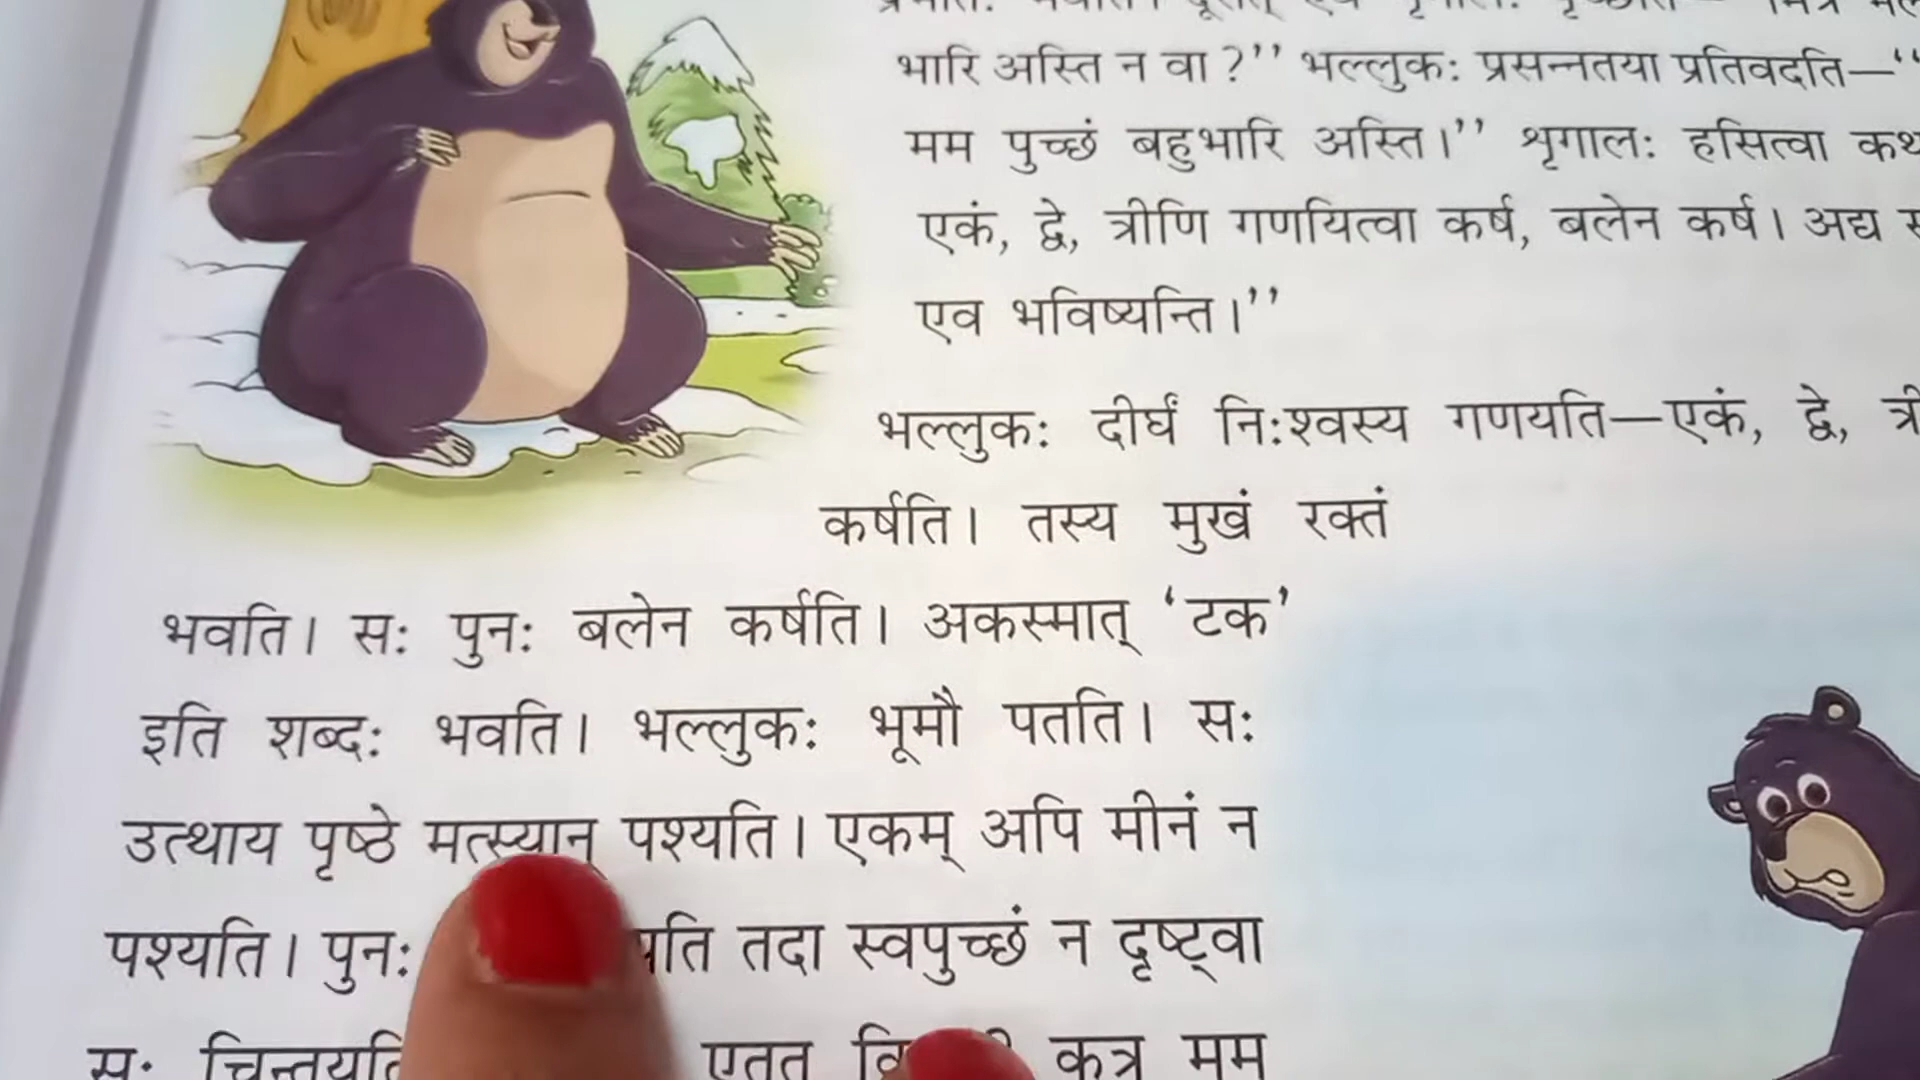 भारि अस्ति न वा ?’’ भल्लुकः प्रसन्नतया प्रतिवदति—‘‘
मम पुच्छं बहुभारि अस्ति।’’ शृगालः हसित्वा
एकं, द्वे, त्रीणि गणयित्वा कर्ष, बलेन कर्ष। अद्य
एव भविष्यन्ति।’’
भल्लुकः दीर्घं निःश्वस्य गणयति—एकं, द्वे,
कर्षति। तस्य मुखं रक्तं
भवति। सः पुनः बलेन कर्षति। अकस्मात् ‘टक’
इति शब्दः भवति। भल्लुकः भूमौ पतति। सः
उत्थाय पृष्ठे मत्स्यान् पश्यति। एकम् अपि मीनं न
पश्यति। पुनः तदा स्वपुच्छं न दृष्ट्वा
सः एतत् मम